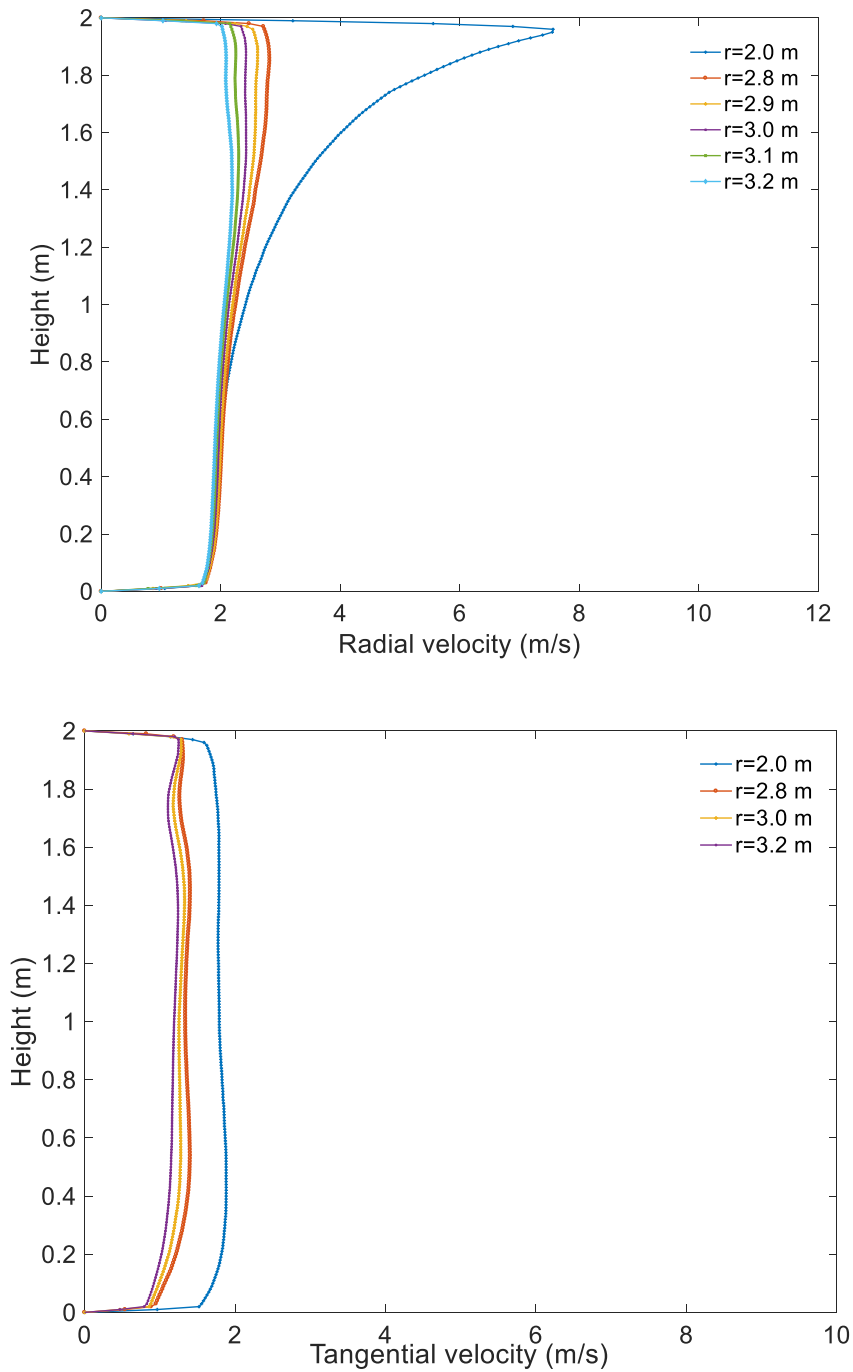 2
1.8
1.6
1.4
1.2
1
0.8
0.6
0.4
0.2
0
Height (m)
r=2.0 m
r=2.8 m
r=2.9 m
r=3.0 m
r=3.1 m
r=3.2 m
0 2 4 6 8 10 12
Radial velocity (m/s)
2
1.8
1.6
1.4
1.2
1
0.8
0.6
0.4
0.2
0
Height (m)
r=2.0 m
r=2.8 m
r=3.0 m
r=3.2 m
0 2 4 6 8 10
Tangential velocity (m/s)